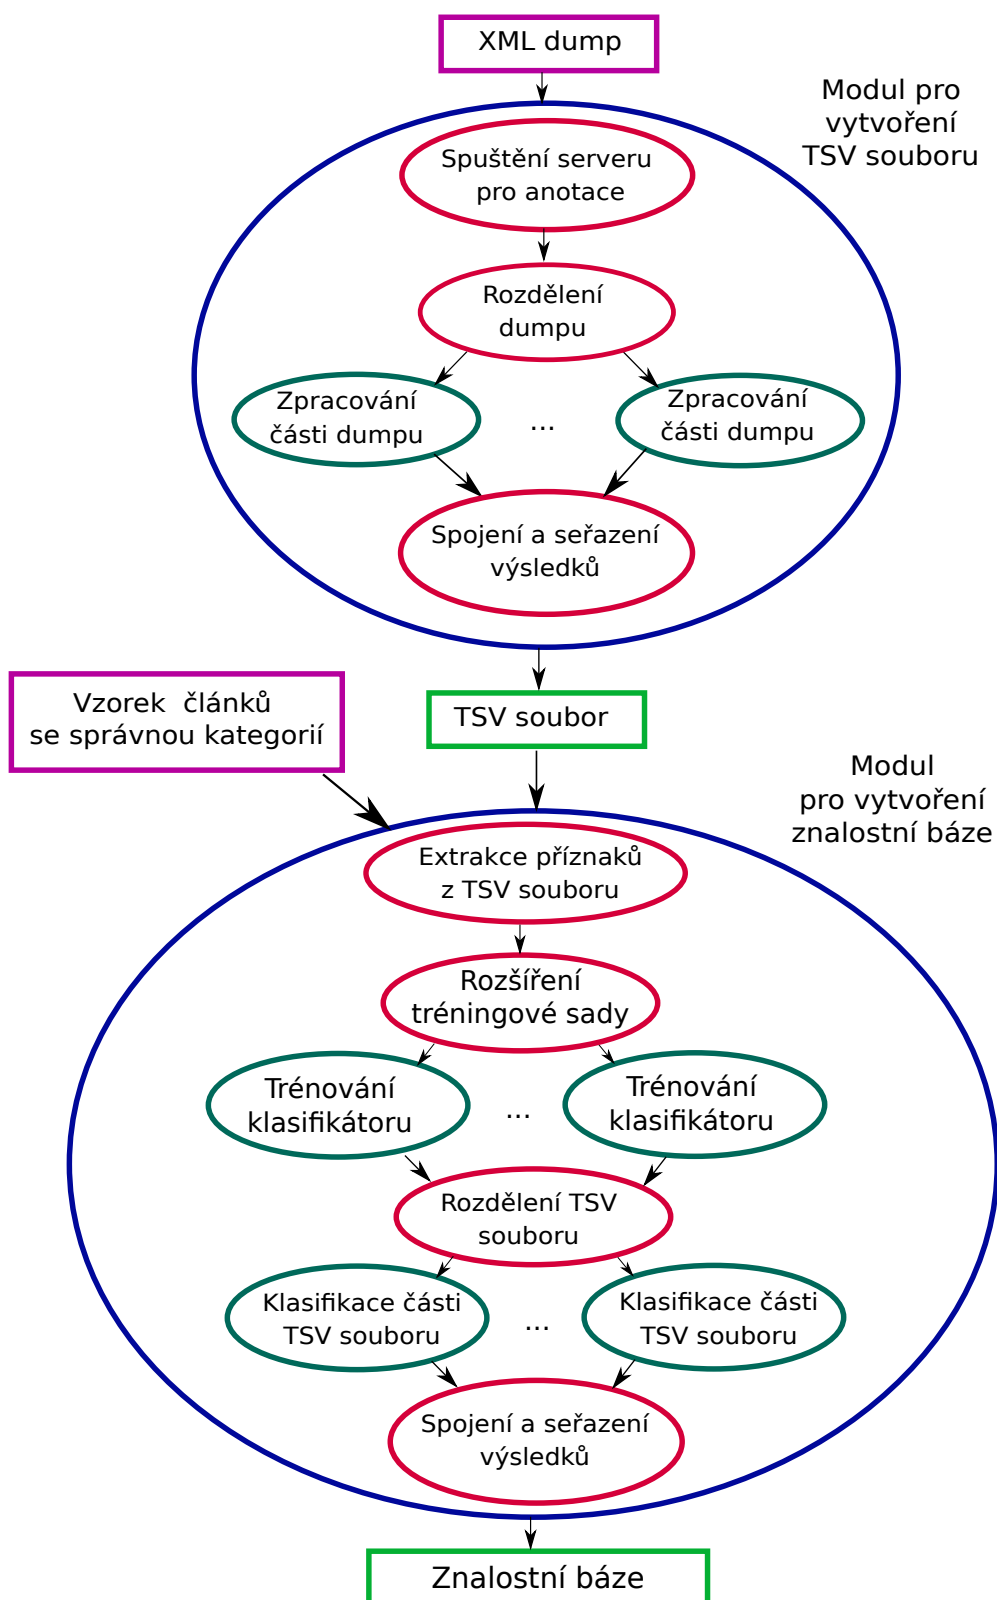 XML dump
Modul pro
vytvoření
TSV souboru
Spuštění serveru
pro anotace
Rozdělení
dumpu
Zpracování
části dumpu
...
Zpracování
části dumpu
Spojení a seřazení
výsledků
Vzorek článků
se správnou kategorií
TSV soubor
Modul
pro vytvoření
znalostní báze
Extrakce příznaků
z TSV souboru
Rozšíření
tréningové sady
Trénování
klasifikátoru
...
Trénování
klasifikátoru
Rozdělení TSV
souboru
Klasifikace části
TSV souboru
...
Klasifikace části
TSV souboru
Spojení a seřazení
výsledků
Znalostní báze